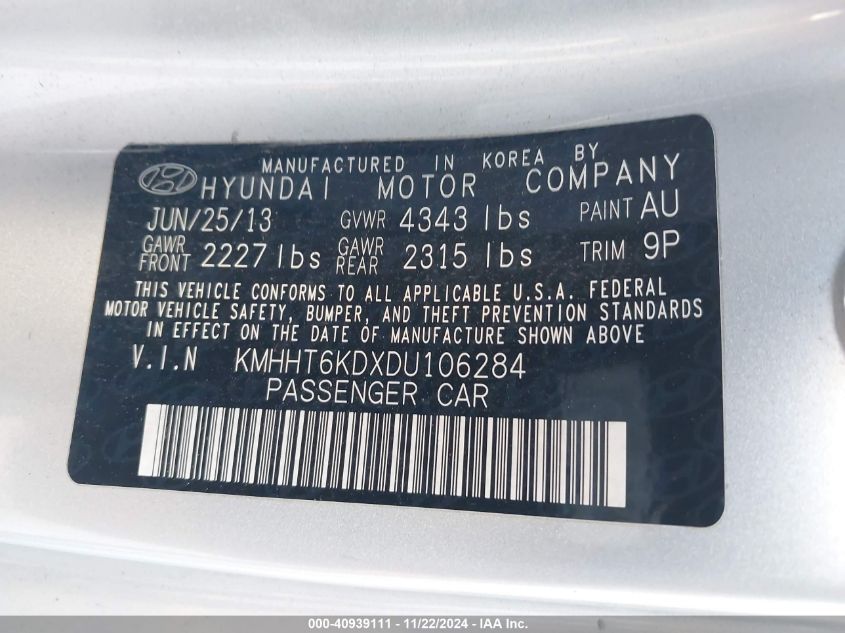 MANUFACTURED IN KOREA BY
HYUNDAI MOTOR COMPANY
JUN/25/13 GVWR 4343 lbs PAINT AU
GAWR FRONT 2227 lbs GAWR REAR 2315 lbs TRIM 9P
THIS VEHICLE CONFORMS TO ALL APPLICABLE U.S.A. FEDERAL
MOTOR VEHICLE SAFETY, BUMPER, AND THEFT PREVENTION STANDARDS
IN EFFECT ON THE DATE OF MANUFACTURE SHOWN ABOVE
V.I.N KMHHT6KDXDU106284
PASSENGER CAR
000-40939111 - 11/22/2024 - IAA Inc.